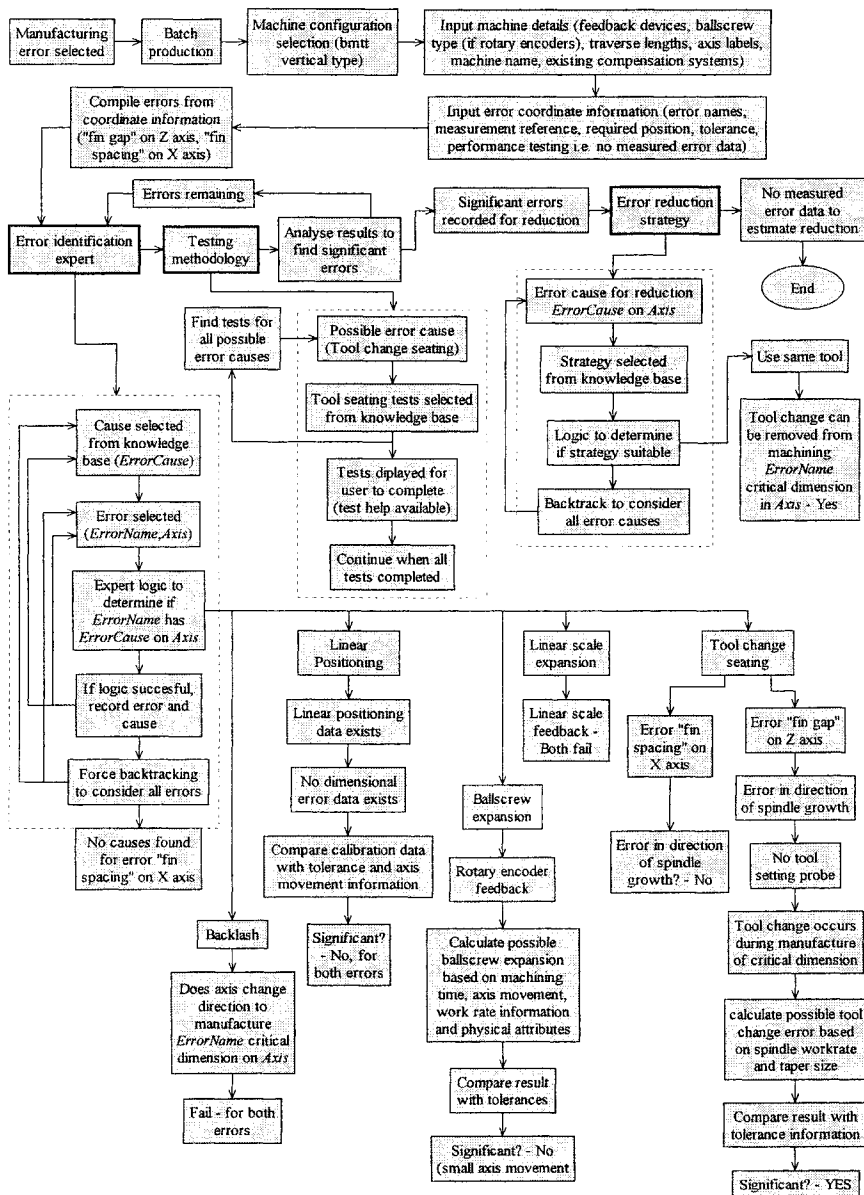 Manufacturing
error selected
Batch
production
Machine configuration
selection (bmtt
vertical type)
Input machine details (feedback devices, ballscrew
type (if rotary encoders), traverse lengths, axis labels,
machine name, existing compensation systems)
Compile errors from
coordinate information
("fin gap" on Z axis, "fin
spacing" on X axis)
Input error coordinate information (error names,
measurement reference, required position, tolerance,
performance testing i.e. no measured error data)
Errors remaining
Error identification
expert
Testing
methodology
Analyse results to
find significant
errors
Significant errors
recorded for reduction
Error reduction
strategy
No measured
error data to
estimate reduction
End
Find tests for
all possible
error causes
Possible error cause
(Tool change seating)
Tool seating tests selected
from knowledge base
Tests diplayed for
user to complete
(test help available)
Continue when all
tests completed
Error cause for reduction
ErrorCause on Axis
Strategy selected
from knowledge base
Logic to determine
if strategy suitable
Backtrack to consider
all error causes
Use same tool
Tool change can
be removed from
machining
ErrorName
critical dimension
in Axis - Yes
Cause selected
from knowledge
base (ErrorCause)
Error selected
(ErrorName,Axis)
Expert logic to
determine if
ErrorName has
ErrorCause on Axis
If logic succesful,
record error and
cause
Force backtracking
to consider all errors
No causes found
for error "fin
spacing" on X axis
Backlash
Does axis change
direction to
manufacture
ErrorName critical
dimension on Axis
Fail - for both
errors
Linear
Positioning
Linear positioning
data exists
No dimensional
error data exists
Compare calibration data
with tolerance and axis
movement information
Significant?
- No, for
both errors
Ballscrew
expansion
Rotary encoder
feedback
Calculate possible
ballscrew expansion
based on machining
time, axis movement,
work rate information
and physical attributes
Compare result
with tolerances
Significant? - No
(small axis movement
Linear scale
expansion
Linear scale
feedback -
Both fail
Tool change
seating
Error "fin
spacing" on
X axis
Error in direction
of spindle
growth? - No
Error "fin gap"
on Z axis
Error in direction
of spindle growth
No tool
setting probe
Tool change occurs
during manufacture
of critical dimension
calculate possible tool
change error based
on spindle workrate
and taper size
Compare result with
tolerance information
Significant? - YES